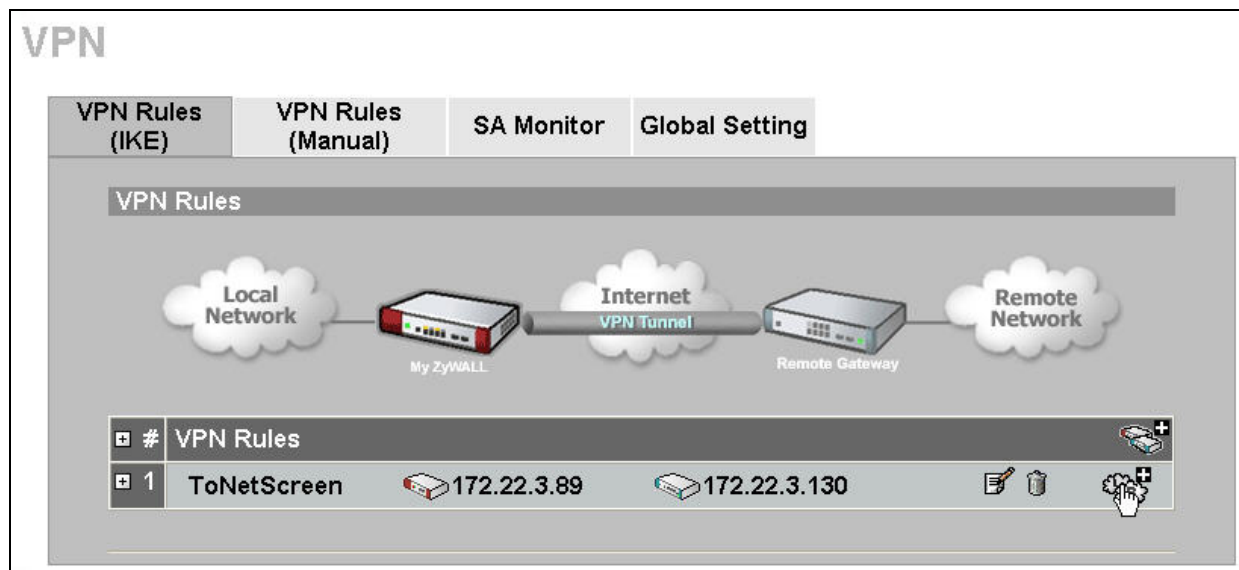 VPN
VPN Rules
(IKE)
VPN Rules
(Manual)
SA Monitor
Global Setting
VPN Rules
Local
Network
My ZyWALL
Internet
VPN Tunnel
Remote Gateway
Remote
Network
# VPN Rules
1 ToNetScreen 172.22.3.89 172.22.3.130